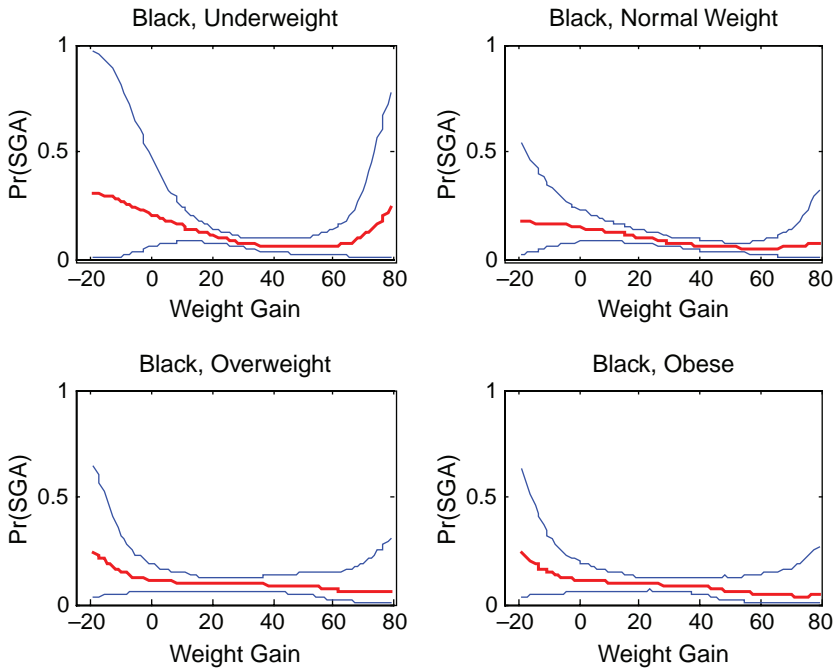 Black, Underweight
1
0.5
0
Pr(SGA)
–20 0 20 40 60 80
Weight Gain
Black, Normal Weight
1
0.5
0
Pr(SGA)
–20 0 20 40 60 80
Weight Gain
Black, Overweight
1
0.5
0
Pr(SGA)
–20 0 20 40 60 80
Weight Gain
Black, Obese
1
0.5
0
Pr(SGA)
–20 0 20 40 60 80
Weight Gain